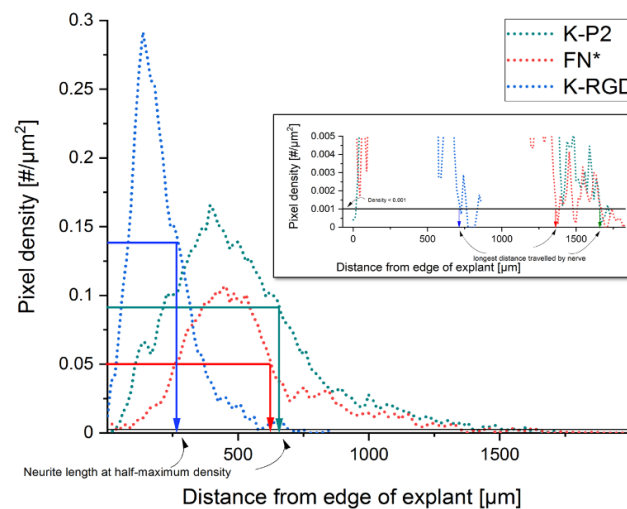 K-P2
FN*
K-RGD
0.3
0.25
0.2
0.15
0.1
0.05
0
500
1000
1500
Pixel density [#/µm²]
Distance from edge of explant [µm]
Neurite length at half-maximum density
0.005
0.004
0.003
0.002
0.001
0.000
0
500
1000
1500
Pixel density [#/µm²]
Density = 0.001
longest distance travelled by nerve
Distance from edge of explant [µm]